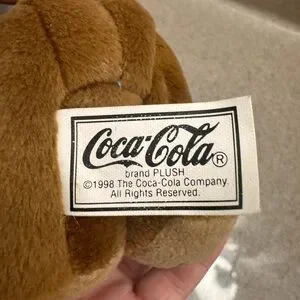 Coca-Cola®
brand PLUSH
©1998 The Coca-Cola Company.
All Rights Reserved.